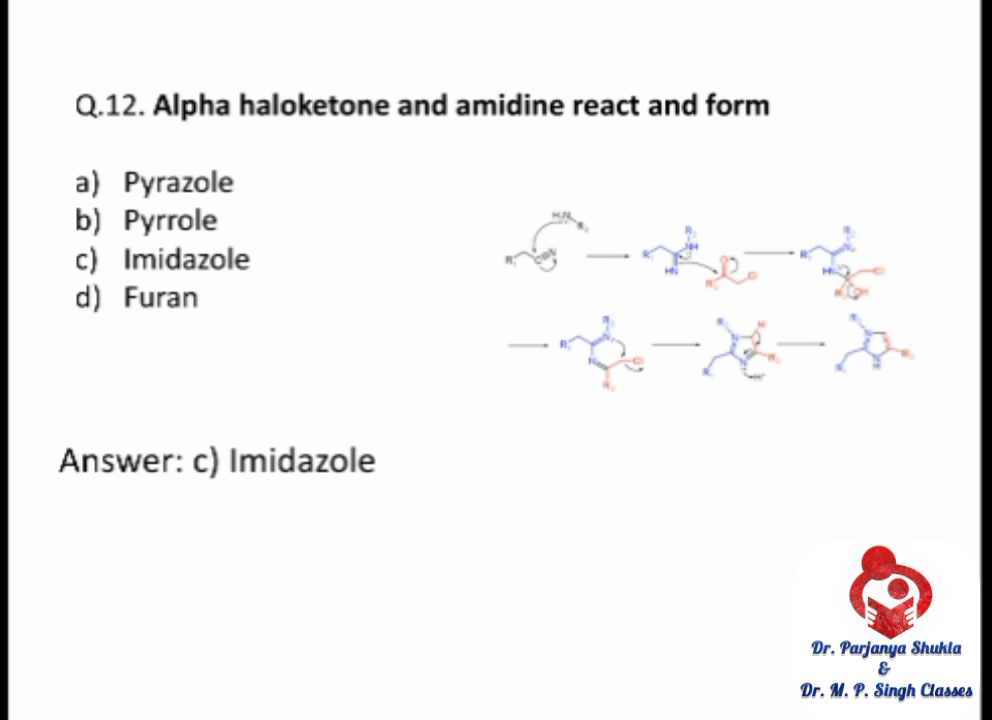 Q.12. Alpha haloketone and amidine react and form
a) Pyrazole
b) Pyrrole
c) Imidazole
d) Furan
Answer: c) Imidazole
Dr. Parjanya Shukla
&
Dr. M. P. Singh Classes